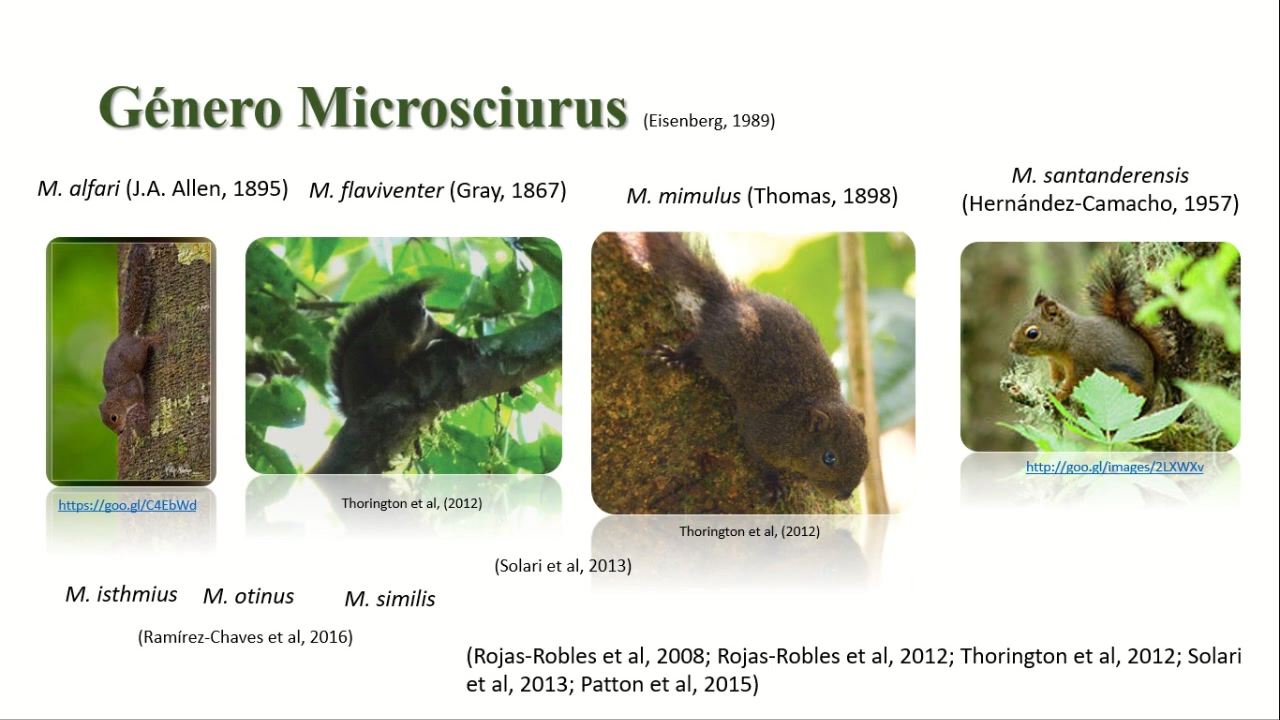 Género Microsciurus (Eisenberg, 1989)
M. alfari (J.A. Allen, 1895)
M. flaviventer (Gray, 1867)
M. mimulus (Thomas, 1898)
M. santanderensis
(Hernández-Camacho, 1957)
https://goo.gl/C4EbWd
Thorington et al, (2012)
Thorington et al, (2012)
http://goo.gl/images/2LXWXv
(Solari et al, 2013)
M. isthmius
M. otinus
M. similis
(Ramírez-Chaves et al, 2016)
(Rojas-Robles et al, 2008; Rojas-Robles et al, 2012; Thorington et al, 2012; Solari
et al, 2013; Patton et al, 2015)